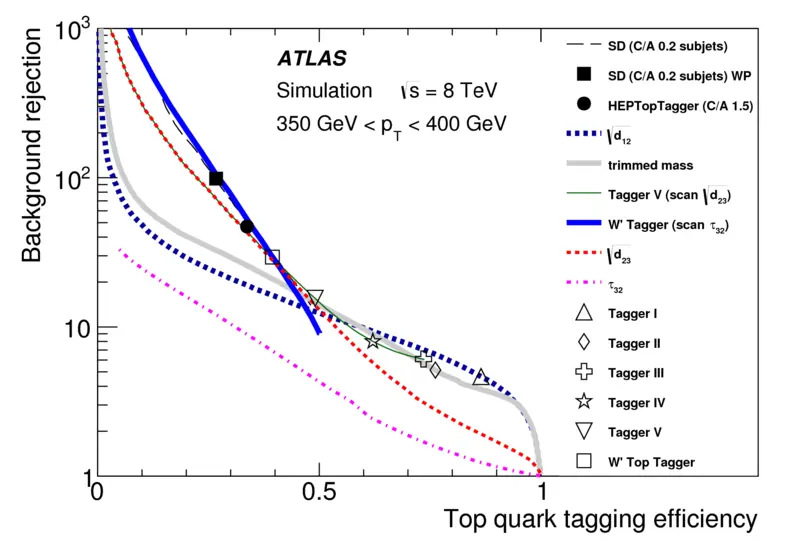 10³
10²
10
1
Background rejection
ATLAS
Simulation √s = 8 TeV
350 GeV < p_T < 400 GeV
SD (C/A 0.2 subjets)
SD (C/A 0.2 subjets) WP
HEPTopTagger (C/A 1.5)
√d₁₂
trimmed mass
Tagger V (scan √d₂₃)
W' Tagger (scan τ₃₂)
√d₂₃
τ₃₂
Tagger I
Tagger II
Tagger III
Tagger IV
Tagger V
W' Top Tagger
0 0.5 1
Top quark tagging efficiency